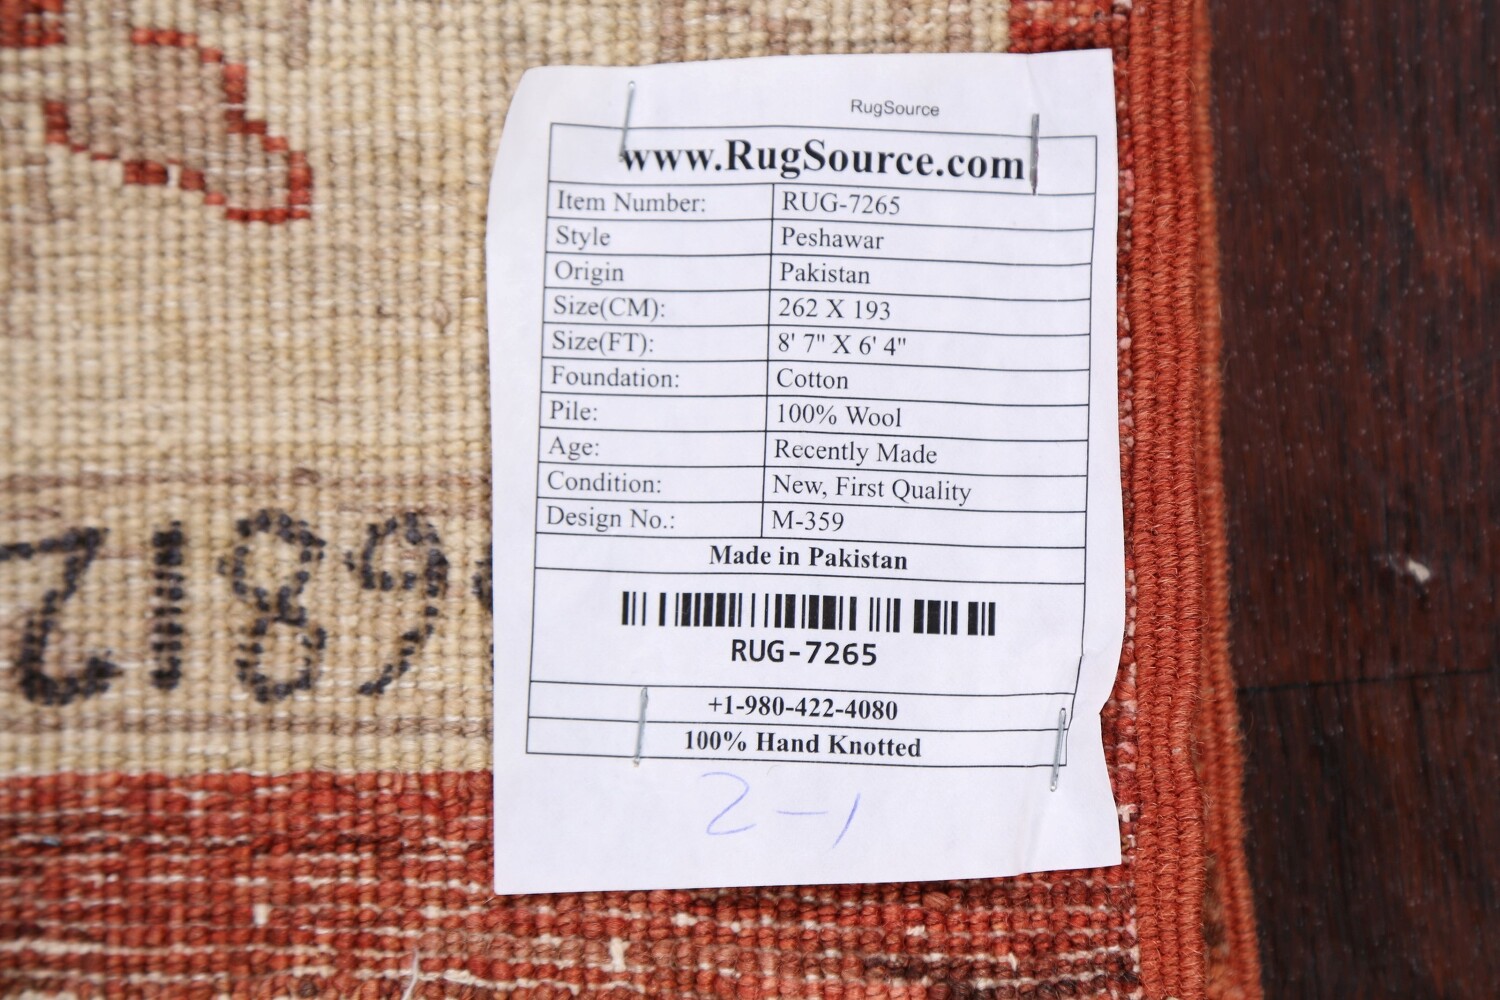 RugSource
www.RugSource.com
Item Number: RUG-7265
Style Peshawar
Origin Pakistan
Size(CM): 262 X 193
Size(FT): 8' 7" X 6' 4"
Foundation: Cotton
Pile: 100% Wool
Age: Recently Made
Condition: New, First Quality
Design No.: M-359
Made in Pakistan
RUG-7265
+1-980-422-4080
100% Hand Knotted
2-1